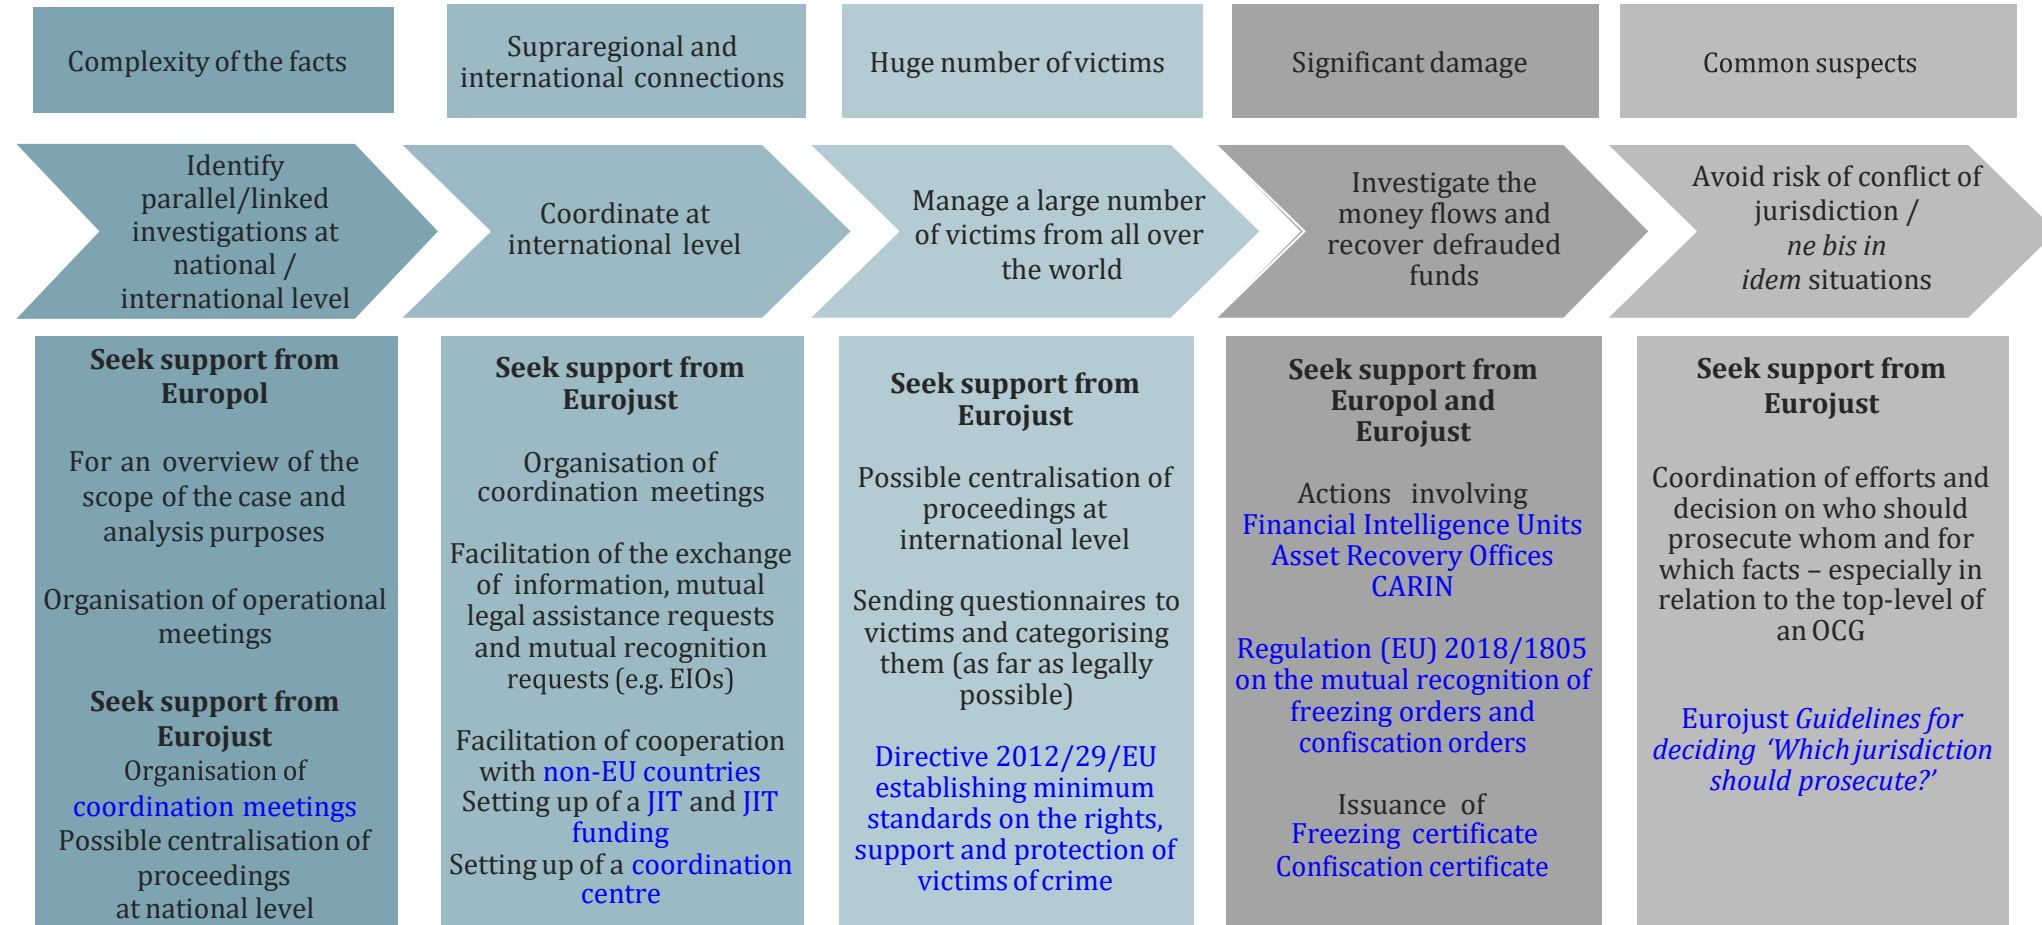 Complexity of the facts
Supraregional and
international connections
Huge number of victims
Significant damage
Common suspects
Identify
parallel/linked
investigations at
national /
international level
Coordinate at
international level
Manage a large number
of victims from all over
the world
Investigate the
money flows and
recover defrauded
funds
Avoid risk of conflict of
jurisdiction /
ne bis in
idem situations
Seek support from
Europol
For an overview of the
scope of the case and
analysis purposes
Organisation of operational
meetings
Seek support from
Eurojust
Organisation of
coordination meetings
Possible centralisation of
proceedings
at national level
Seek support from
Eurojust
Organisation of
coordination meetings
Facilitation of the exchange
of information, mutual
legal assistance requests
and mutual recognition
requests (e.g. EIOs)
Facilitation of cooperation
with non-EU countries
Setting up of a JIT and JIT
funding
Setting up of a coordination
centre
Seek support from
Eurojust
Possible centralisation of
proceedings at
international level
Sending questionnaires to
victims and categorising
them (as far as legally
possible)
Directive 2012/29/EU
establishing minimum
standards on the rights,
support and protection of
victims of crime
Seek support from
Europol and
Eurojust
Actions involving
Financial Intelligence Units
Asset Recovery Offices
CARIN
Regulation (EU) 2018/1805
on the mutual recognition of
freezing orders and
confiscation orders
Issuance of
Freezing certificate
Confiscation certificate
Seek support from
Eurojust
Coordination of efforts and
decision on who should
prosecute whom and for
which facts – especially in
relation to the top-level of
an OCG
Eurojust Guidelines for
deciding ‘Which jurisdiction
should prosecute?’